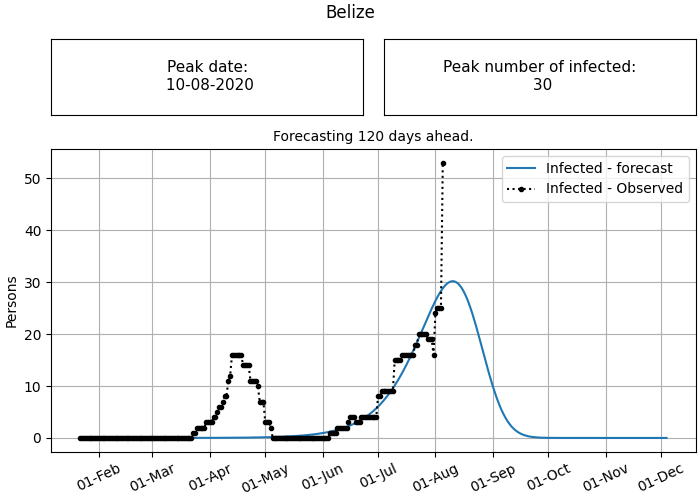 Belize
Peak date:
10-08-2020
Peak number of infected:
30
Forecasting 120 days ahead.
Infected - forecast
Infected - Observed
Persons
50
40
30
20
10
0
01-Feb
01-Mar
01-Apr
01-May
01-Jun
01-Jul
01-Aug
01-Sep
01-Oct
01-Nov
01-Dec